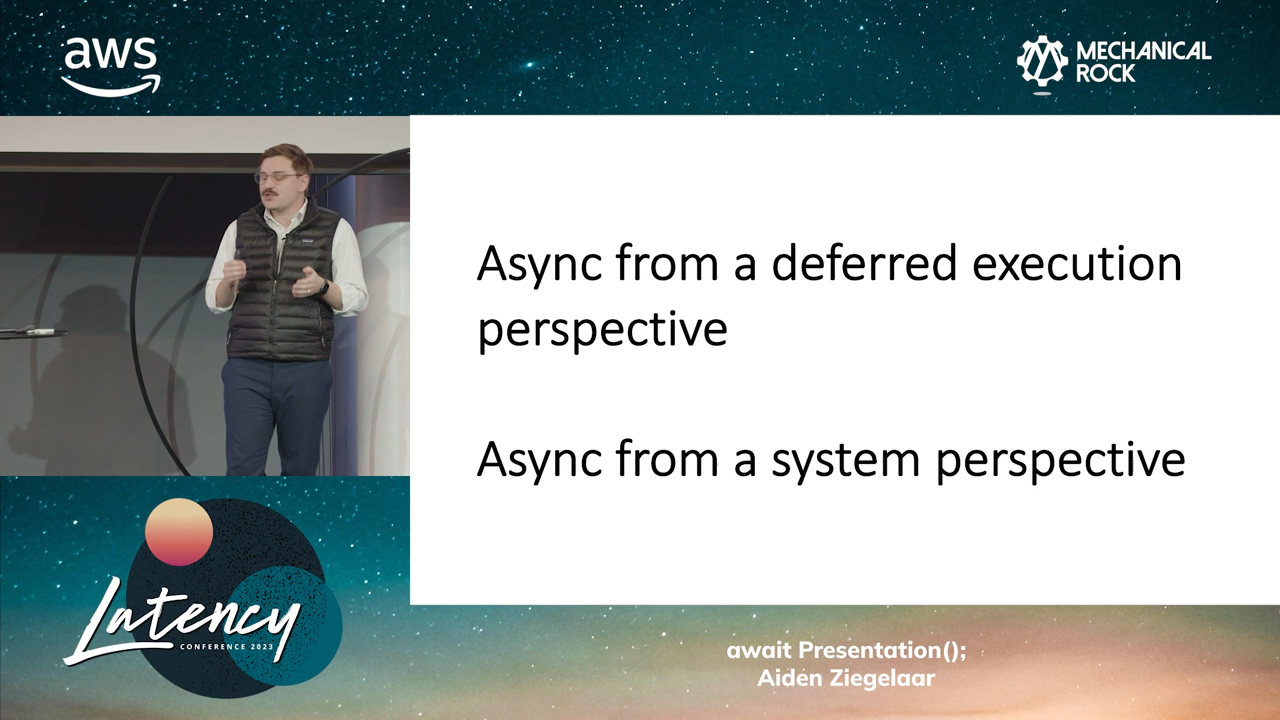 aws
MECHANICAL
ROCK
Async from a deferred execution
perspective
Async from a system perspective
Latency
CONFERENCE 2023
await Presentation();
Aiden Ziegelaar